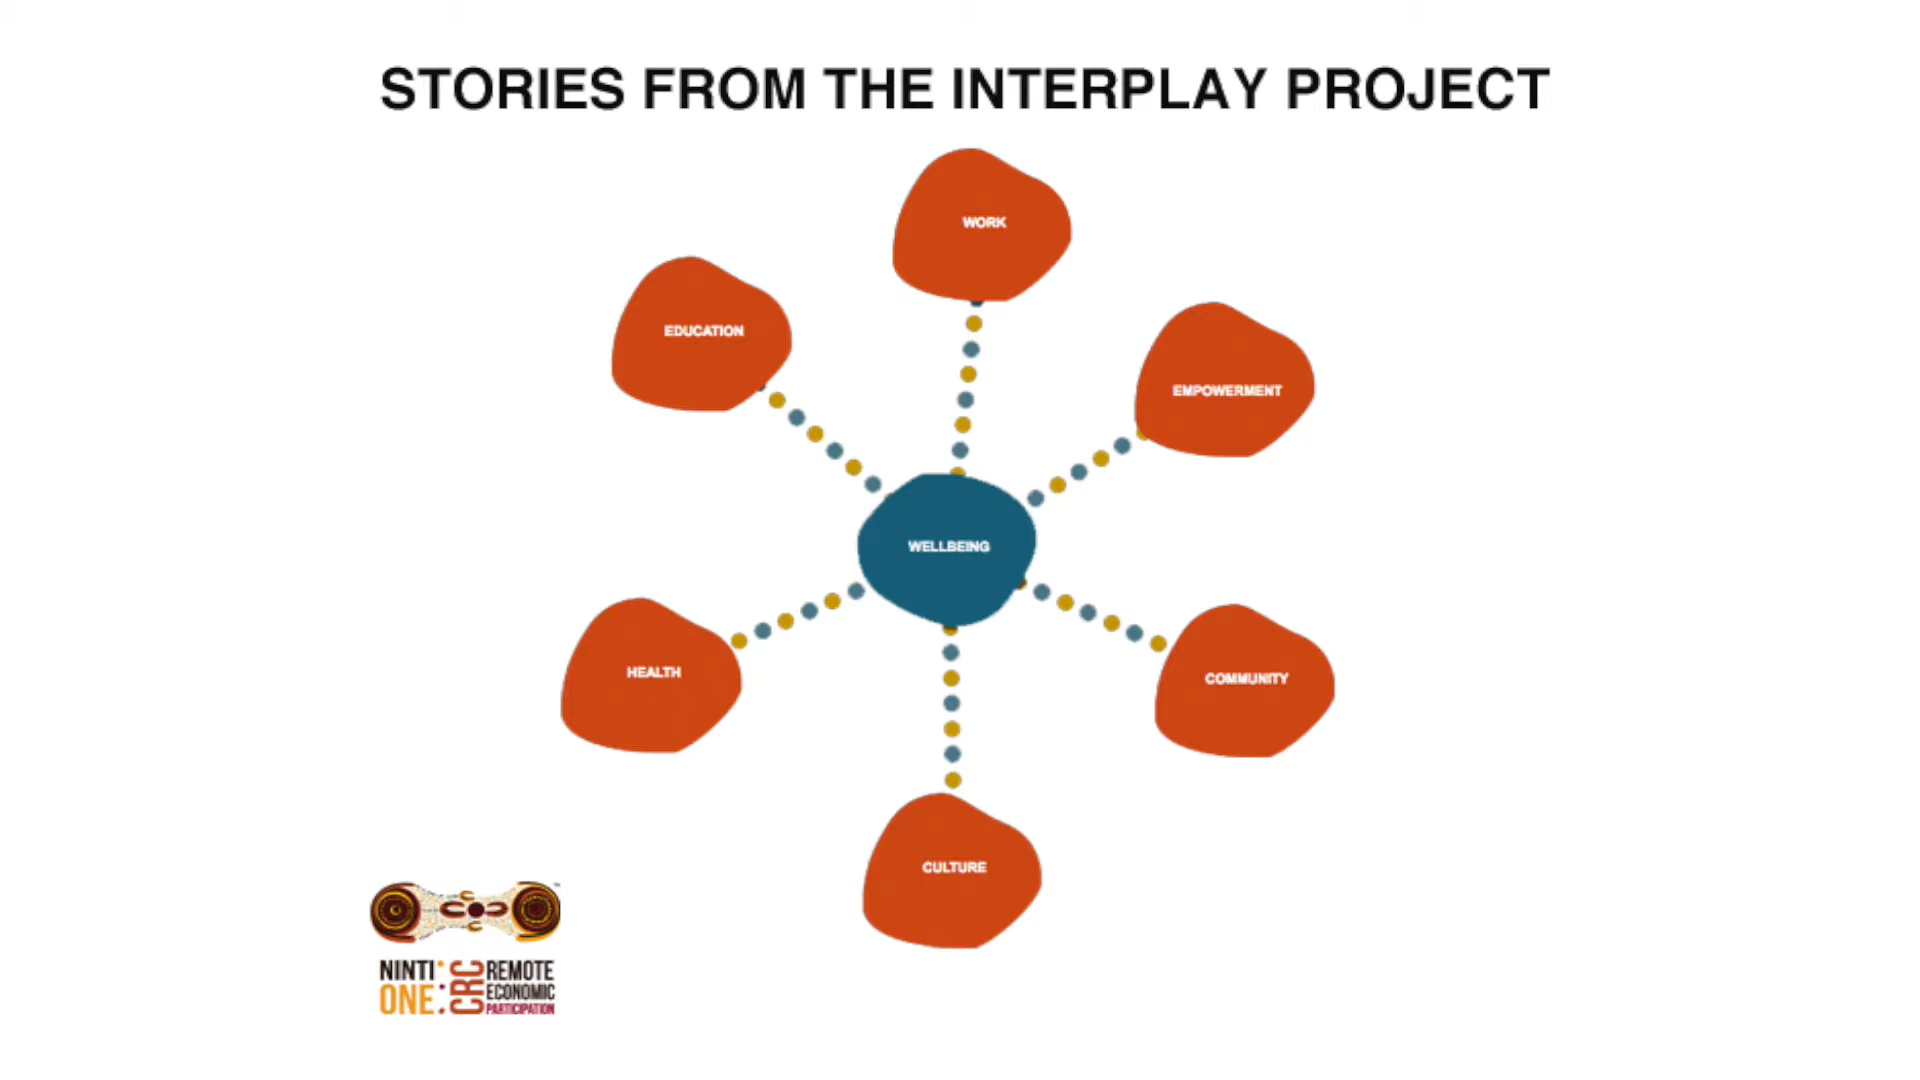 STORIES FROM THE INTERPLAY PROJECT
WORK
EDUCATION
EMPOWERMENT
WELLBEING
HEALTH
COMMUNITY
CULTURE
NINTI ONE
CRC
REMOTE
ECONOMIC
PARTICIPATION